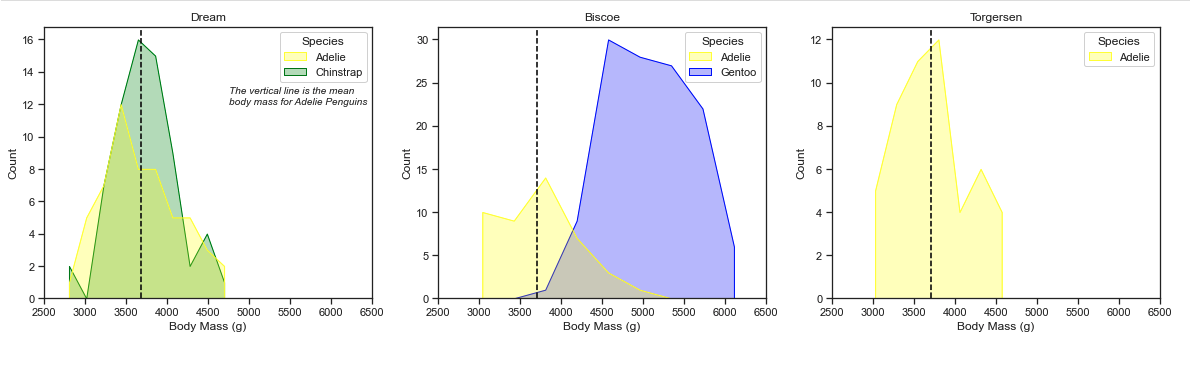 Dream
16
14
12
10
8
6
4
2
0
Count
Species
Adelie
Chinstrap
The vertical line is the mean
body mass for Adelie Penguins
2500 3000 3500 4000 4500 5000 5500 6000 6500
Body Mass (g)
Biscoe
30
25
20
15
10
5
0
Count
Species
Adelie
Gentoo
2500 3000 3500 4000 4500 5000 5500 6000 6500
Body Mass (g)
Torgersen
12
10
8
6
4
2
0
Count
Species
Adelie
2500 3000 3500 4000 4500 5000 5500 6000 6500
Body Mass (g)